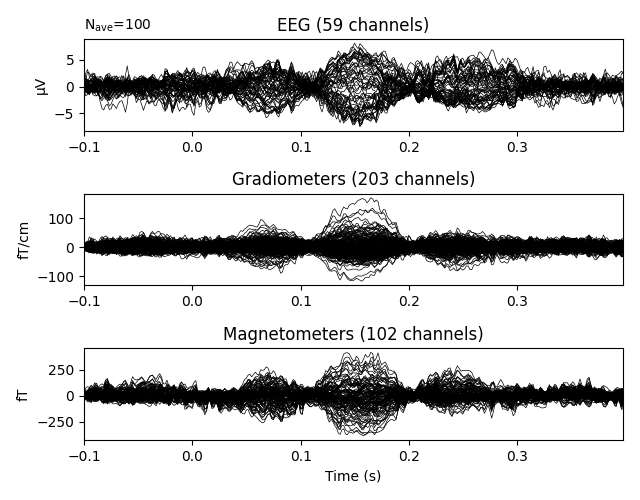 Nave=100
EEG (59 channels)
µV
5
0
−5
−0.1 0.0 0.1 0.2 0.3
Gradiometers (203 channels)
fT/cm
100
0
−100
−0.1 0.0 0.1 0.2 0.3
Magnetometers (102 channels)
fT
250
0
−250
−0.1 0.0 0.1 0.2 0.3
Time (s)